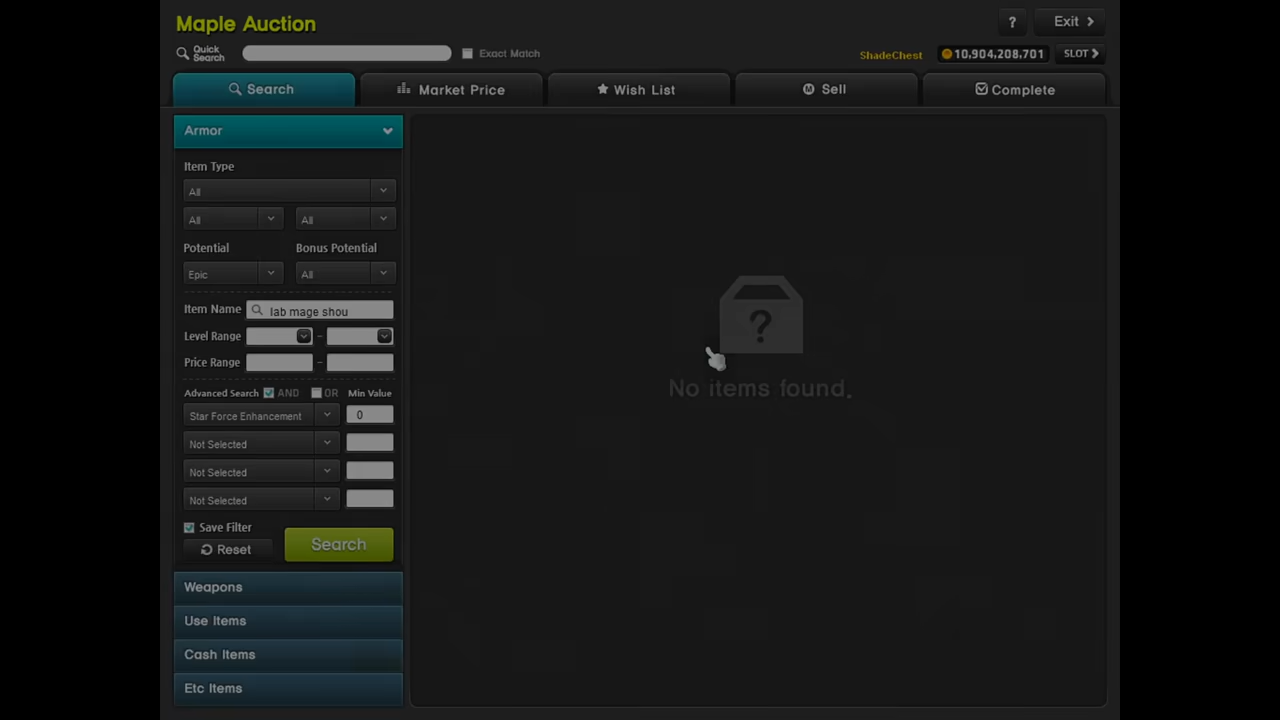 Maple Auction
? Exit
Quick Search Exact Match ShadeChest 10,904,208,701 SLOT
Search Market Price Wish List Sell Complete
Armor
Item Type
All
All All
Potential Bonus Potential
Epic All
Item Name lab mage shou
Level Range –
Price Range –
Advanced Search AND OR Min Value
Star Force Enhancement 0
Not Selected
Not Selected
Not Selected
Save Filter
Reset Search
Weapons
Use Items
Cash Items
Etc Items
?
No items found.